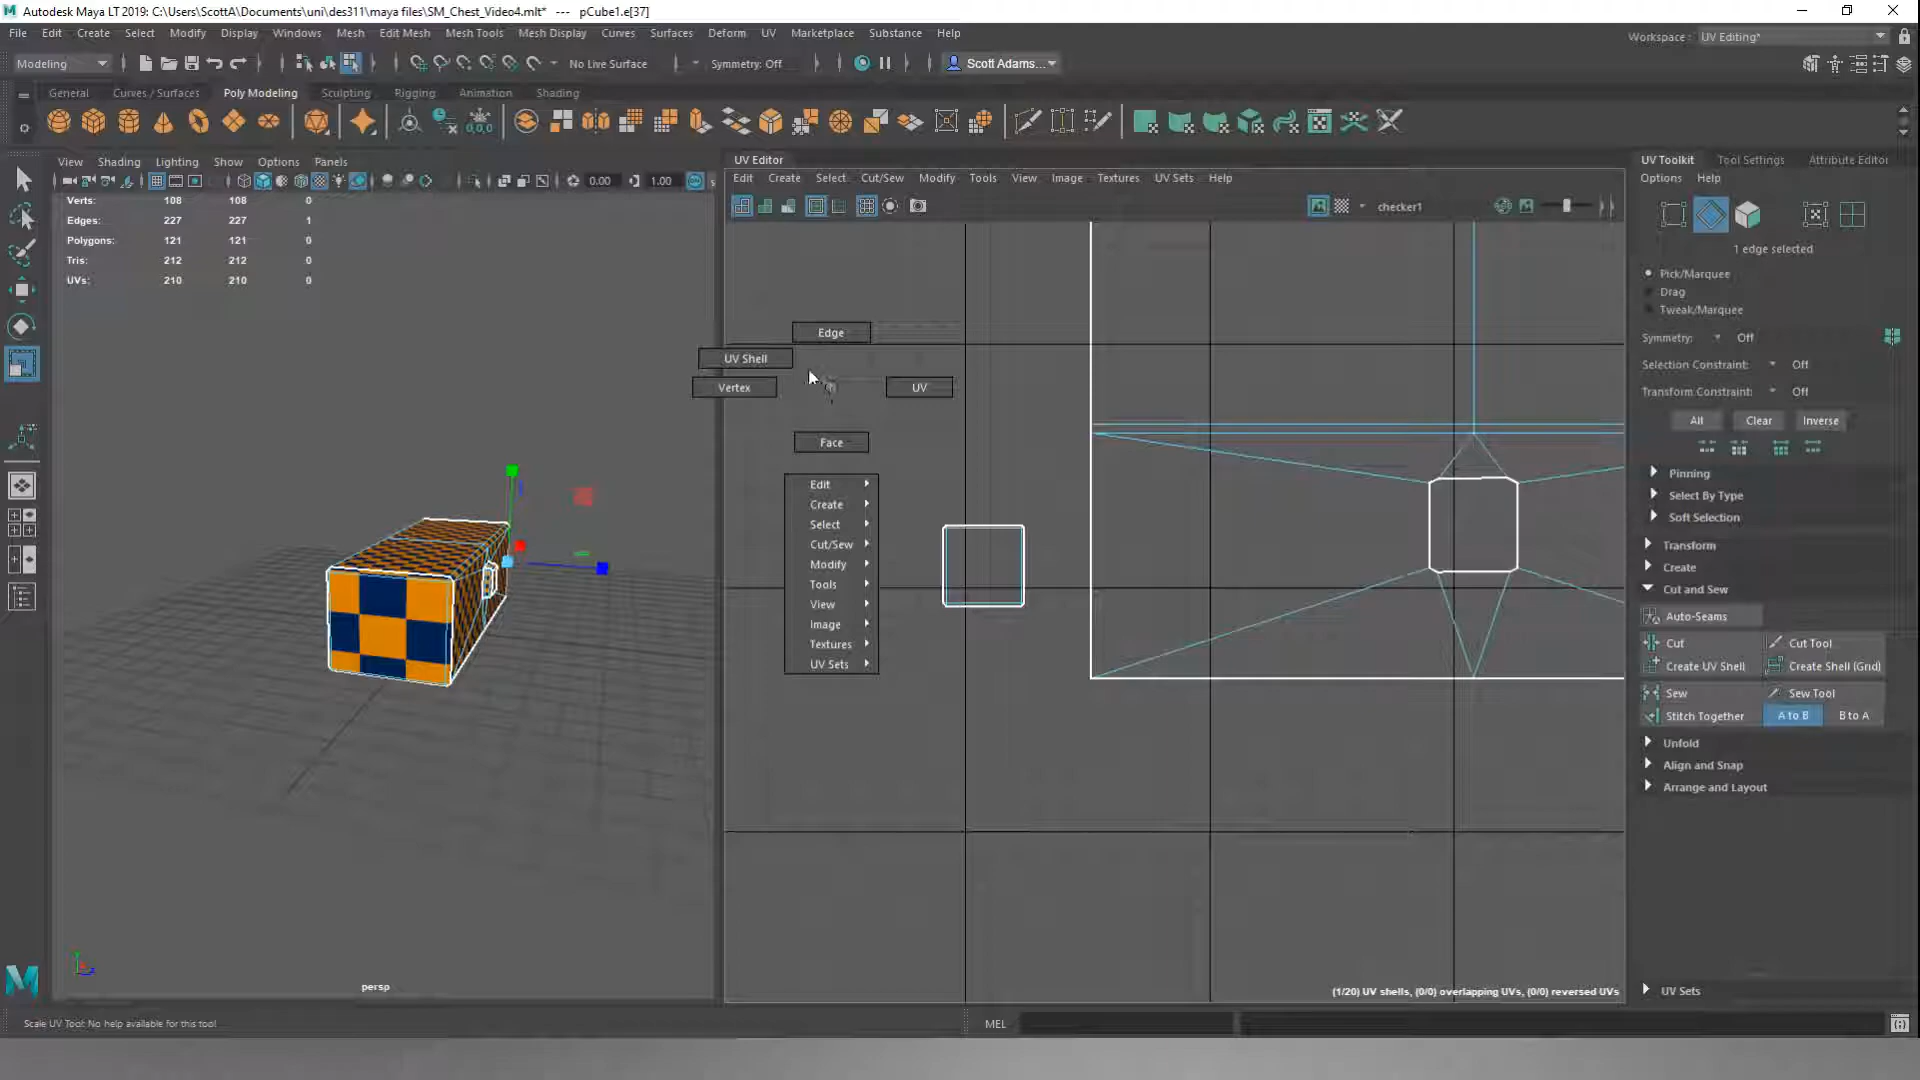 Autodesk Maya LT 2019: C:\Users\ScottA\Documents\uni\des311\maya files\SM_Chest_Video4.mlt* --- pCube1.e[37]
File Edit Create Select Modify Display Windows Mesh Edit Mesh Mesh Tools Mesh Display Curves Surfaces Deform UV Marketplace Substance Help
Workspace : UV Editing*
Modeling No Live Surface Symmetry: Off Scott Adams...
General Curves / Surfaces Poly Modeling Sculpting Rigging Animation Shading
0,0,0
View Shading Lighting Show Options Panels
0.00 1.00
Verts: 108 108 0
Edges: 227 227 1
Polygons: 121 121 0
Tris: 212 212 0
UVs: 210 210 0
persp
UV Editor
Edit Create Select Cut/Sew Modify Tools View Image Textures UV Sets Help
checker1
Edge
UV Shell
Vertex UV
Face
Edit
Create
Select
Cut/Sew
Modify
Tools
View
Image
Textures
UV Sets
(1/20) UV shells, (0/0) overlapping UVs, (0/0) reversed UVs
UV Toolkit Tool Settings Attribute Editor
Options Help
1 edge selected
Pick/Marquee
Drag
Tweak/Marquee
Symmetry: Off
Selection Constraint: Off
Transform Constraint: Off
All Clear Inverse
Pinning
Select By Type
Soft Selection
Transform
Create
Cut and Sew
Auto-Seams
Cut Cut Tool
Create UV Shell Create Shell (Grid)
Sew Sew Tool
Stitch Together A to B B to A
Unfold
Align and Snap
Arrange and Layout
UV Sets
Scale UV Tool: No help available for this tool
MEL